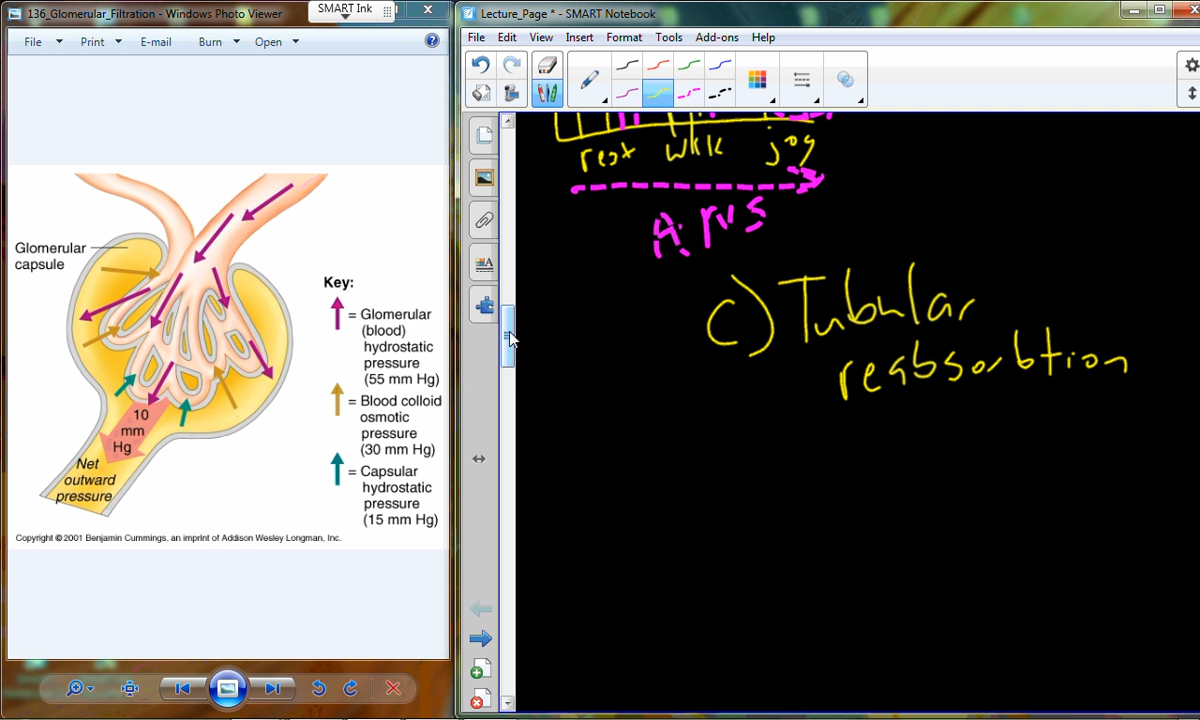 136_Glomerular_Filtration - Windows Photo Viewer
SMART Ink
File Print E-mail Burn Open
Glomerular
capsule
10
mm
Hg
Net
outward
pressure
Key:
= Glomerular
(blood)
hydrostatic
pressure
(55 mm Hg)
= Blood colloid
osmotic
pressure
(30 mm Hg)
= Capsular
hydrostatic
pressure
(15 mm Hg)
Copyright © 2001 Benjamin Cummings, an imprint of Addison Wesley Longman, Inc.
Lecture_Page * - SMART Notebook
File Edit View Insert Format Tools Add-ons Help
rest walk jog
c) Tubular
reabsorbtion